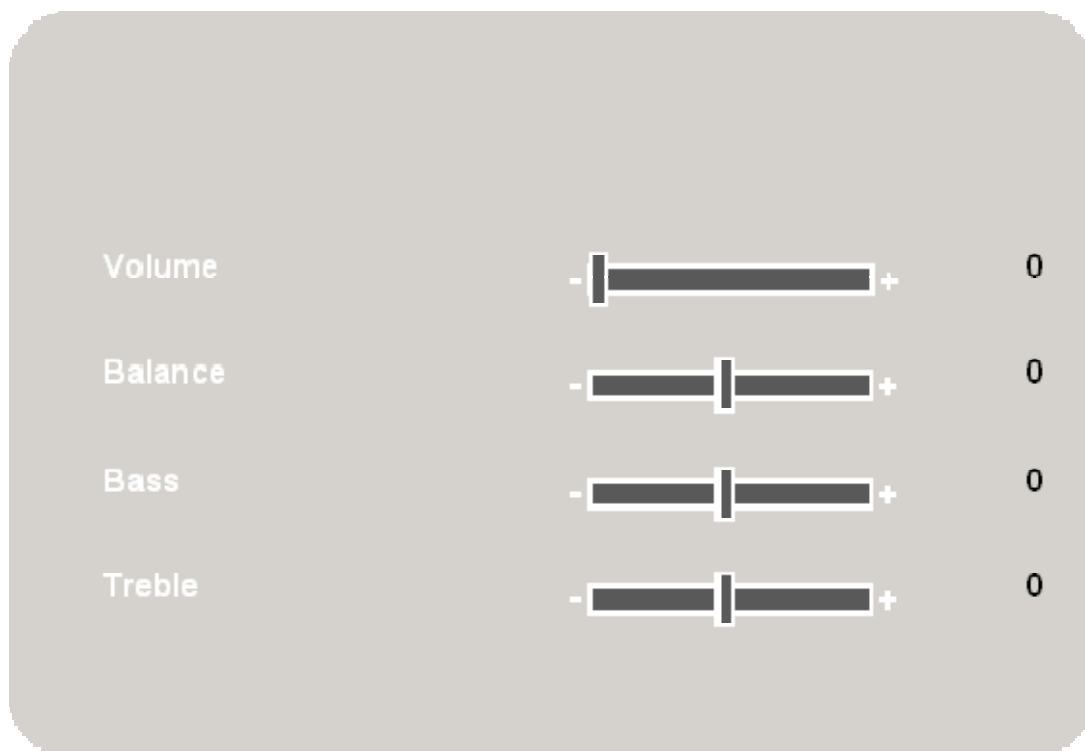 Volume - + 0
Balance - + 0
Bass - + 0
Treble - + 0